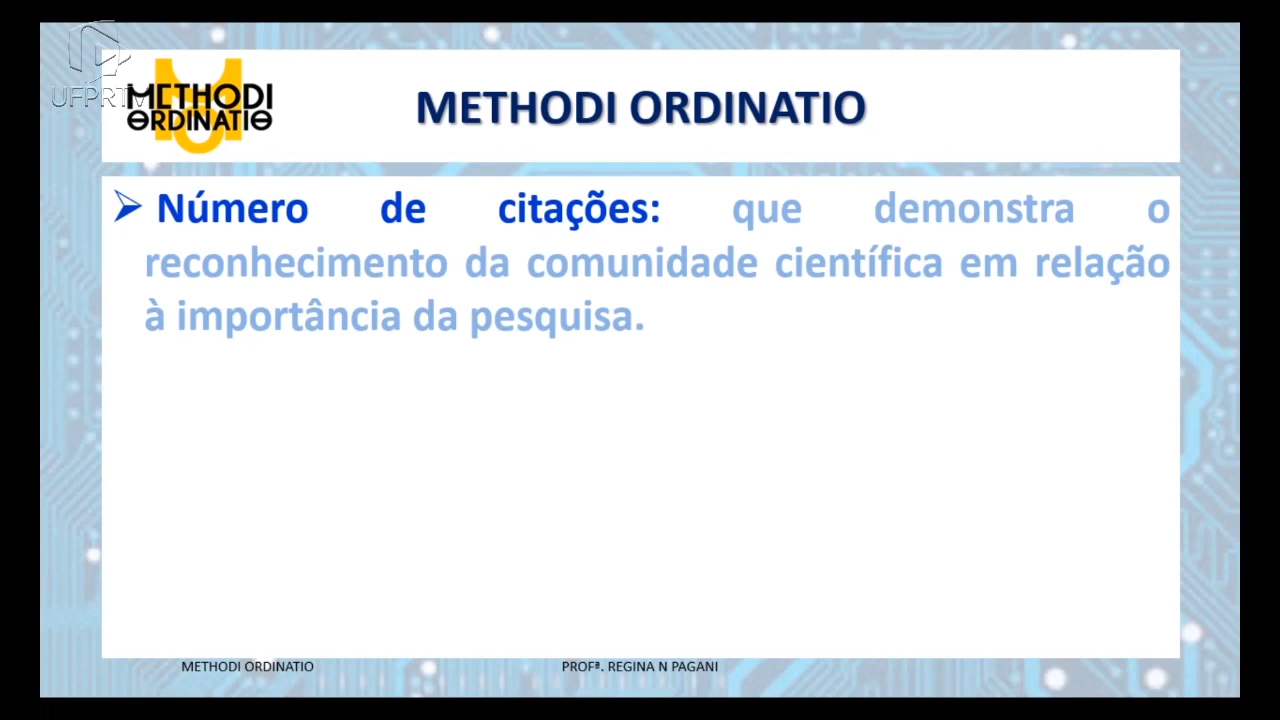 UFPRTV
METHODI
ORDINATIO
METHODI ORDINATIO
➢ Número de citações: que demonstra o
reconhecimento da comunidade científica em relação
à importância da pesquisa.
METHODI ORDINATIO
PROFª. REGINA N PAGANI